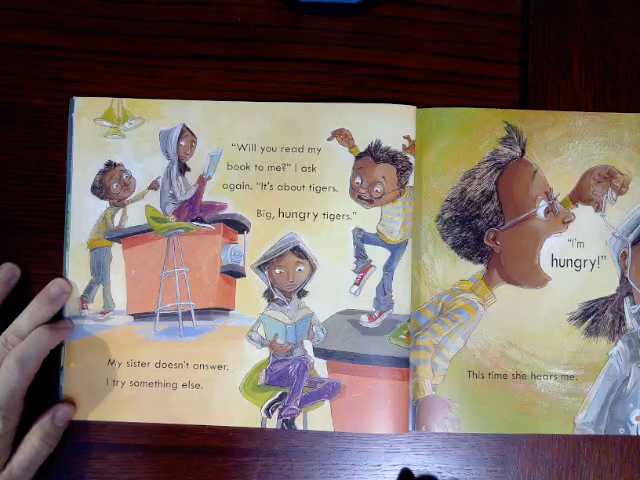 "Will you read my
book to me?" I ask
again. "It's about tigers.
Big, hungry tigers."
My sister doesn't answer.
I try something else.
"I'm
hungry!"
This time she hears me.